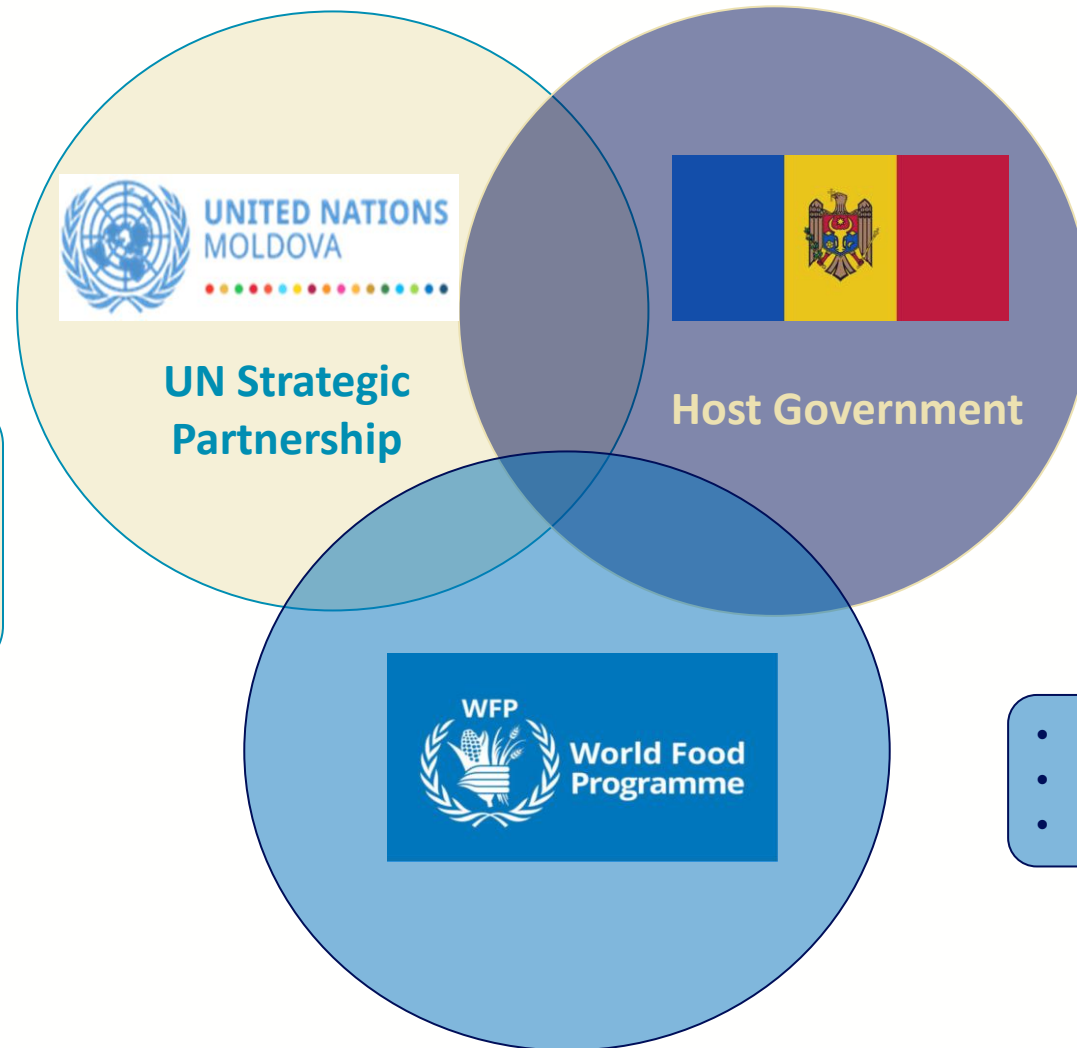 UNITED NATIONS
MOLDOVA
UN Strategic
Partnership
Host Government
WFP
World Food
Programme
•
•
•